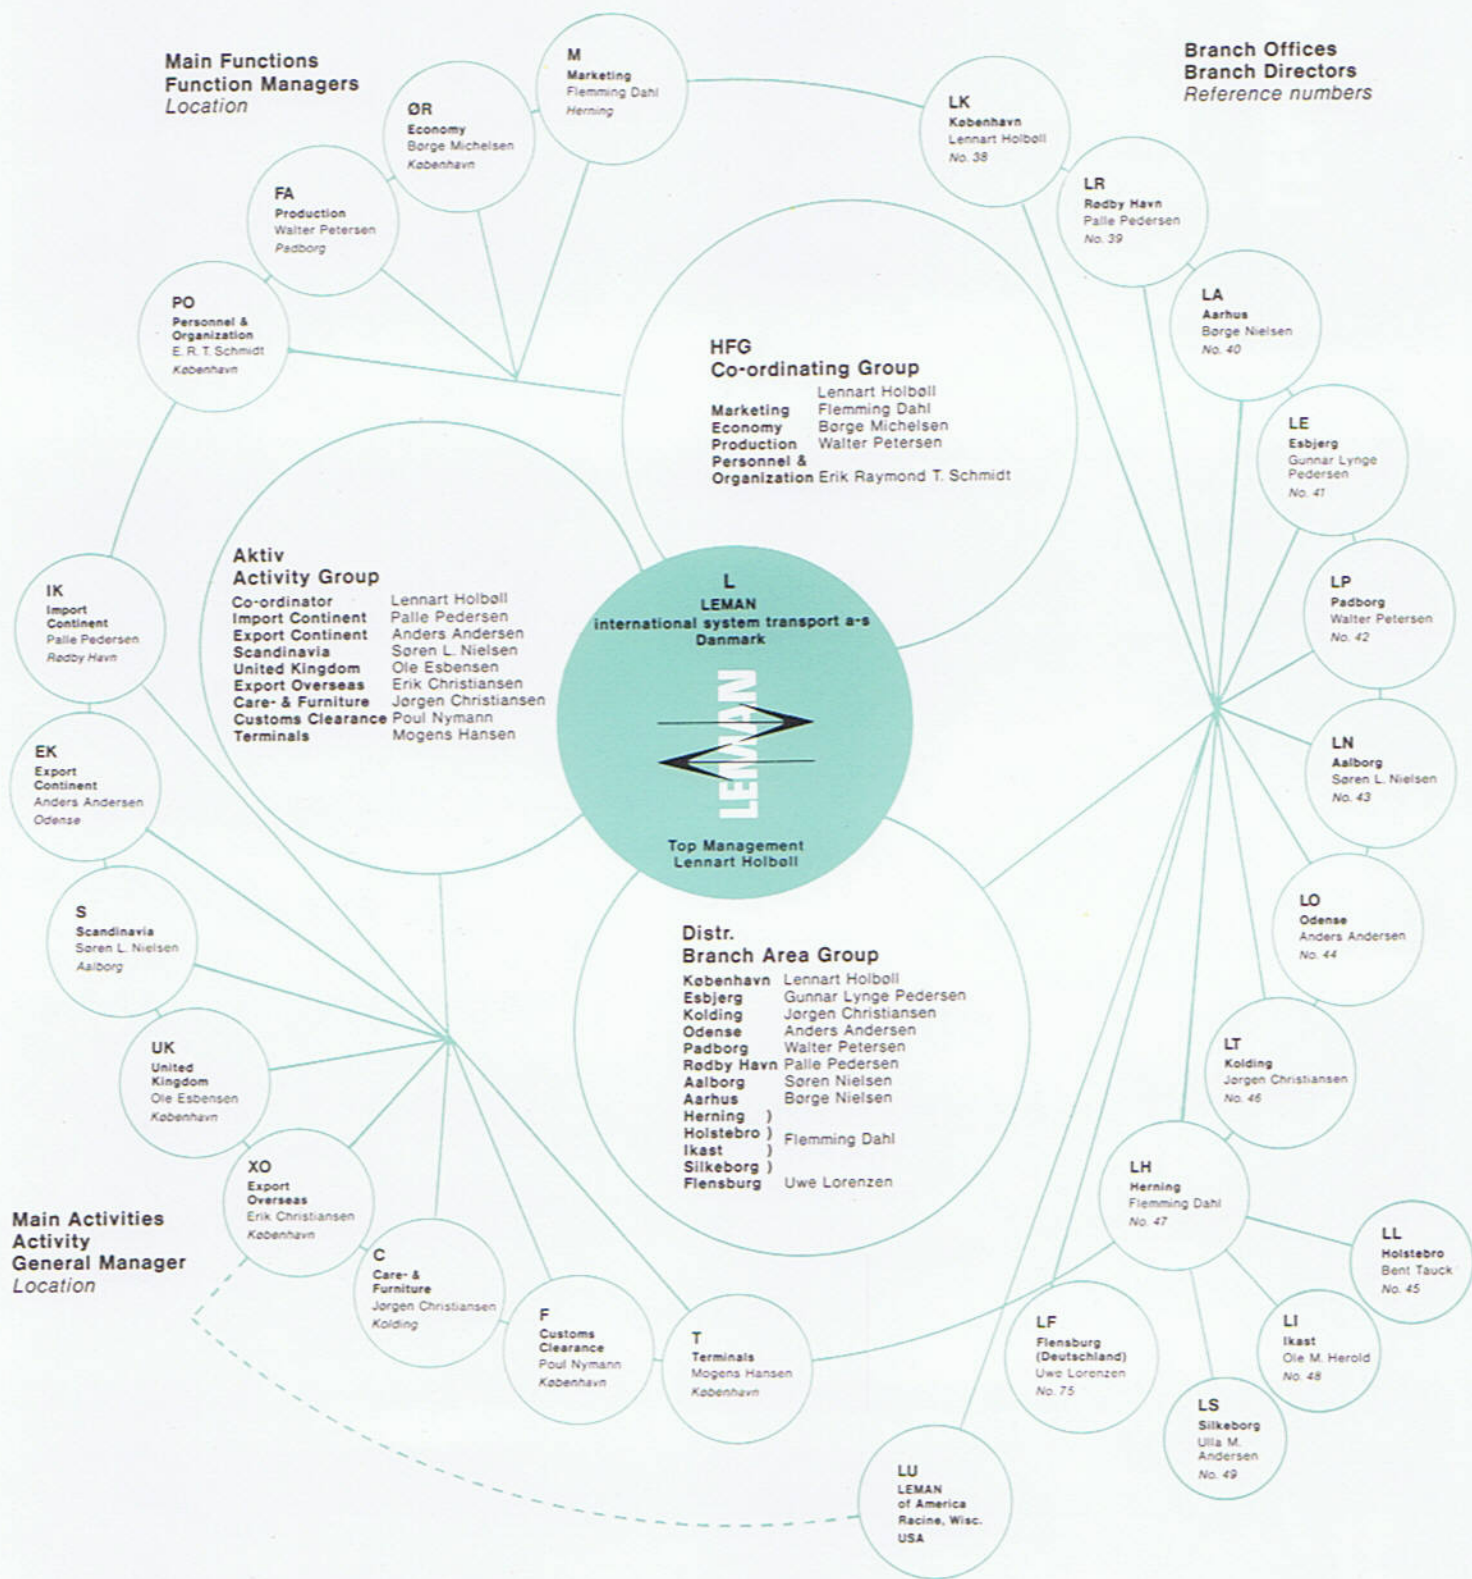 Main Functions
Function Managers
Location
Branch Offices
Branch Directors
Reference numbers
M
Marketing
Flemming Dahl
Herning
ØR
Economy
Børge Michelsen
København
FA
Production
Walter Petersen
Padborg
PO
Personnel &
Organization
E. R. T. Schmidt
København
LK
København
Lennart Holbøll
No. 38
LR
Rødby Havn
Palle Pedersen
No. 39
LA
Aarhus
Børge Nielsen
No. 40
LE
Esbjerg
Gunnar Lynge
Pedersen
No. 41
LP
Padborg
Walter Petersen
No. 42
LN
Aalborg
Søren L. Nielsen
No. 43
LO
Odense
Anders Andersen
No. 44
LT
Kolding
Jørgen Christiansen
No. 46
LH
Herning
Flemming Dahl
No. 47
LL
Holstebro
Bent Tauck
No. 45
LI
Ikast
Ole M. Herold
No. 48
LS
Silkeborg
Ulla M.
Andersen
No. 49
LF
Flensburg
(Deutschland)
Uwe Lorenzen
No. 75
LU
LEMAN
of America
Racine, Wisc.
USA
HFG
Co-ordinating Group
Lennart Holbøll
Marketing Flemming Dahl
Economy Børge Michelsen
Production Walter Petersen
Personnel &
Organization Erik Raymond T. Schmidt
Aktiv
Activity Group
Co-ordinator Lennart Holbøll
Import Continent Palle Pedersen
Export Continent Anders Andersen
Scandinavia Søren L. Nielsen
United Kingdom Ole Esbensen
Export Overseas Erik Christiansen
Care- & Furniture Jørgen Christiansen
Customs Clearance Poul Nymann
Terminals Mogens Hansen
L
LEMAN
international system transport a-s
Danmark
LEMAN
Top Management
Lennart Holbøll
Distr.
Branch Area Group
København Lennart Holbøll
Esbjerg Gunnar Lynge Pedersen
Kolding Jørgen Christiansen
Odense Anders Andersen
Padborg Walter Petersen
Rødby Havn Palle Pedersen
Aalborg Søren Nielsen
Aarhus Børge Nielsen
Herning )
Holstebro ) Flemming Dahl
Ikast )
Silkeborg )
Flensburg Uwe Lorenzen
IK
Import
Continent
Palle Pedersen
Rødby Havn
EK
Export
Continent
Anders Andersen
Odense
S
Scandinavia
Søren L. Nielsen
Aalborg
UK
United
Kingdom
Ole Esbensen
København
XO
Export
Overseas
Erik Christiansen
København
C
Care- &
Furniture
Jørgen Christiansen
Kolding
F
Customs
Clearance
Poul Nymann
København
T
Terminals
Mogens Hansen
København
Main Activities
Activity
General Manager
Location